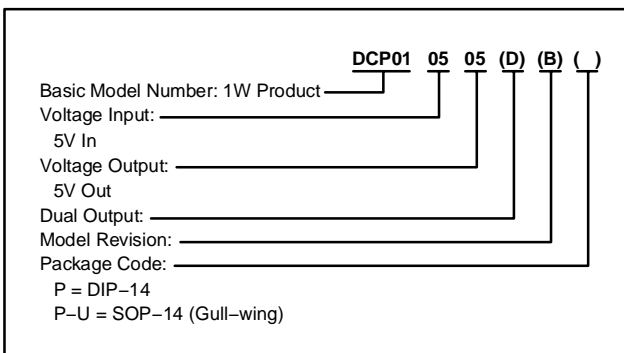 DCP01 05 05 (D) (B) ( )
Basic Model Number: 1W Product
Voltage Input:
5V In
Voltage Output:
5V Out
Dual Output:
Model Revision:
Package Code:
P = DIP−14
P−U = SOP−14 (Gull−wing)